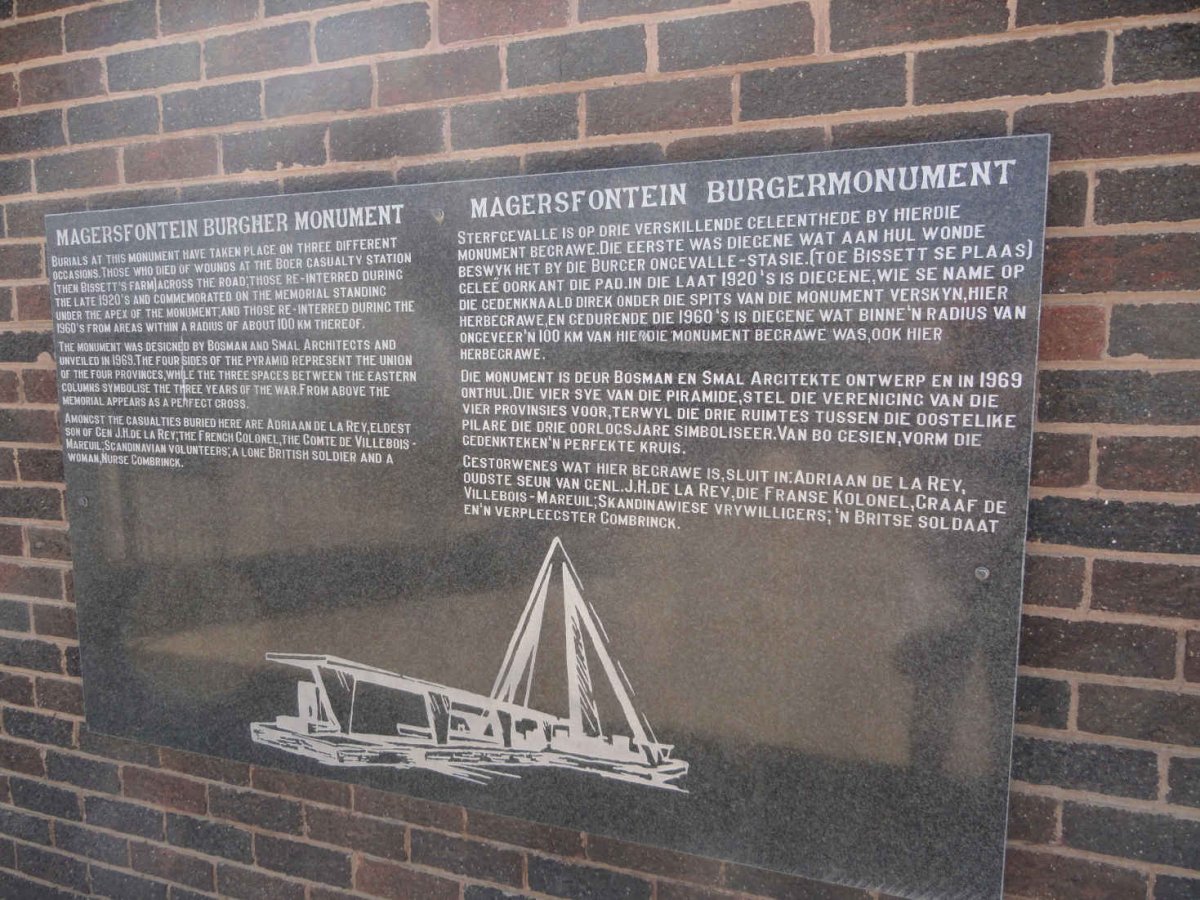 MAGERSFONTEIN BURGHER MONUMENT
BURIALS AT THIS MONUMENT HAVE TAKEN PLACE ON THREE DIFFERENT
OCCASIONS.THOSE WHO DIED OF WOUNDS AT THE BOER CASUALTY STATION
(THEN BISSETT'S FARM)ACROSS THE ROAD;THOSE RE-INTERRED DURING
THE LATE 1920'S AND COMMEMORATED ON THE MEMORIAL STANDING
UNDER THE APEX OF THE MONUMENT;AND THOSE RE-INTERRED DURING THE
1960'S FROM AREAS WITHIN A RADIUS OF ABOUT 100 KM THEREOF.
THE MONUMENT WAS DESIGNED BY BOSMAN AND SMAL ARCHITECTS AND
UNVEILED IN 1969.THE FOUR SIDES OF THE PYRAMID REPRESENT THE UNION
OF THE FOUR PROVINCES,WHILE THE THREE SPACES BETWEEN THE EASTERN
COLUMNS SYMBOLISE THE THREE YEARS OF THE WAR.FROM ABOVE THE
MEMORIAL APPEARS AS A PERFECT CROSS.
AMONGST THE CASUALTIES BURIED HERE ARE ADRIAAN DE LA REY,ELDEST
SON OF GEN J.H.DE LA REY;THE FRENCH COLONEL,THE COMTE DE VILLEBOIS-
MAREUIL,SCANDINAVIAN VOLUNTEERS;A LONE BRITISH SOLDIER AND A
WOMAN,NURSE COMBRINCK.
MAGERSFONTEIN BURGERMONUMENT
STERFGEVALLE IS OP DRIE VERSKILLENDE GELEENTHEDE BY HIERDIE
MONUMENT BEGRAWE.DIE EERSTE WAS DIEGENE WAT AAN HUL WONDE
BESWYK HET BY DIE BURGER ONGEVALLE-STASIE.(TOE BISSETT SE PLAAS)
GELEË OORKANT DIE PAD.IN DIE LAAT 1920'S IS DIEGENE,WIE SE NAME OP
DIE GEDENKNAALD DIREK ONDER DIE SPITS VAN DIE MONUMENT VERSKYN,HIER
HERBEGRAWE,EN GEDURENDE DIE 1960'S IS DIEGENE WAT BINNE'N RADIUS VAN
ONGEVEER'N 100 KM VAN HIERDIE MONUMENT BEGRAWE WAS,OOK HIER
HERBEGRAWE.
DIE MONUMENT IS DEUR BOSMAN EN SMAL ARGITEKTE ONTWERP EN IN 1969
ONTHUL.DIE VIER SYE VAN DIE PIRAMIDE,STEL DIE VERENIGING VAN DIE
VIER PROVINSIES VOOR,TERWYL DIE DRIE RUIMTES TUSSEN DIE OOSTELIKE
PILARE DIE DRIE OORLOGSJARE SIMBOLISEER.VAN BO GESIEN,VORM DIE
GEDENKTEKEN'N PERFEKTE KRUIS.
GESTORWENES WAT HIER BEGRAWE IS,SLUIT IN:ADRIAAN DE LA REY,
OUDSTE SEUN VAN GENL.J.H.DE LA REY,DIE FRANSE KOLONEL,GRAAF DE
VILLEBOIS-MAREUIL;SKANDINAWIESE VRYWILLIGERS;'N BRITSE SOLDAAT
EN'N VERPLEEGSTER COMBRINCK.